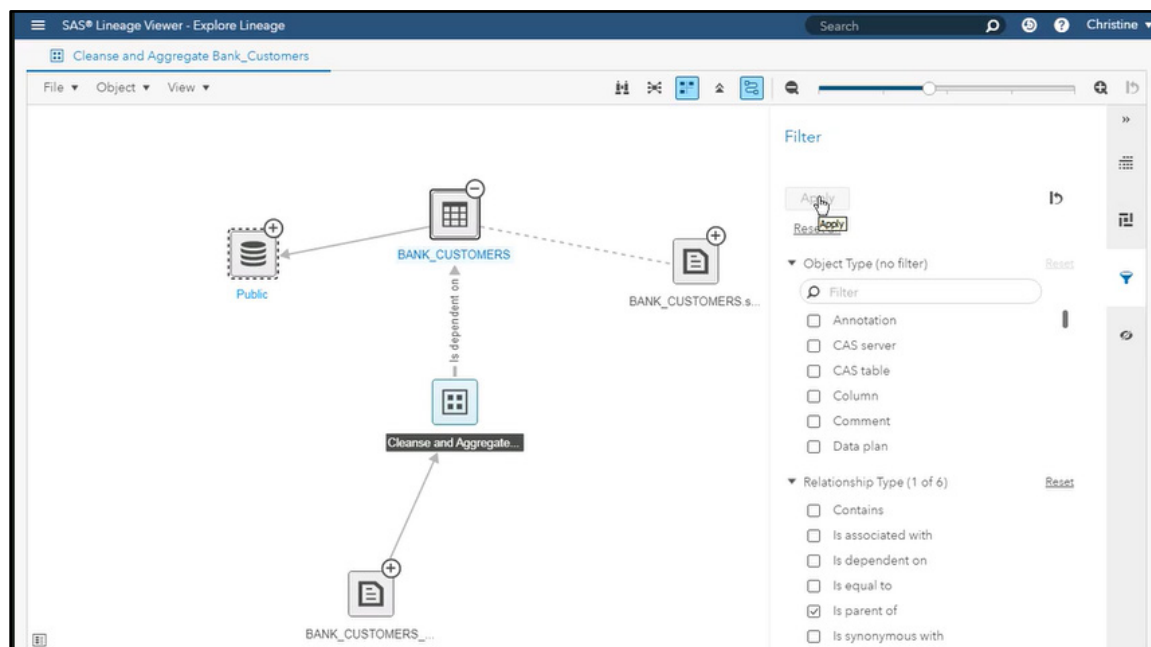 SAS® Lineage Viewer - Explore Lineage
Search
Christine
Cleanse and Aggregate Bank_Customers
File
Object
View
Filter
Apply
Apply
BANK_CUSTOMERS
Public
BANK_CUSTOMERS.s...
Is dependent on
Cleanse and Aggregate...
BANK_CUSTOMERS_...
Object Type (no filter)
Reset
Filter
Annotation
CAS server
CAS table
Column
Comment
Data plan
Relationship Type (1 of 6)
Reset
Contains
Is associated with
Is dependent on
Is equal to
Is parent of
Is synonymous with